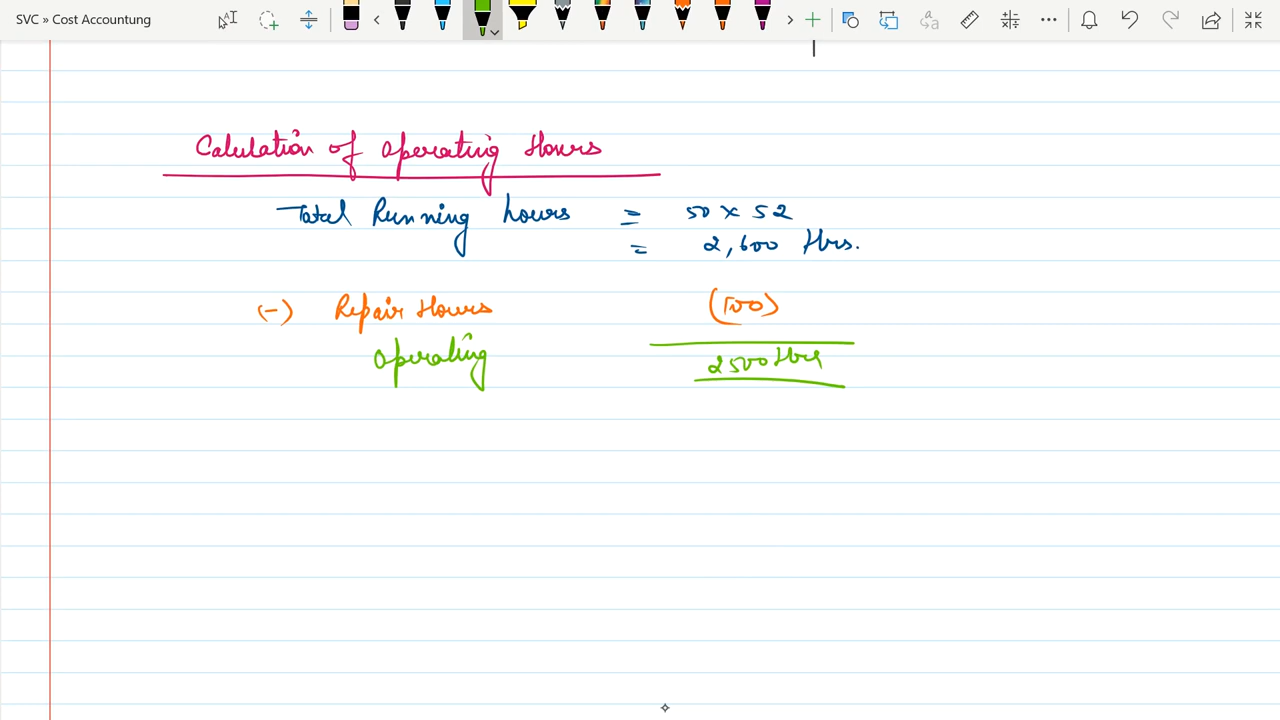 SVC » Cost Accountung
Calulation of Operating Hours
Total Running hours = 50 x 52
= 2,600 Hrs.
(-) Repair Hours (100)
Operating 2500 Hrs